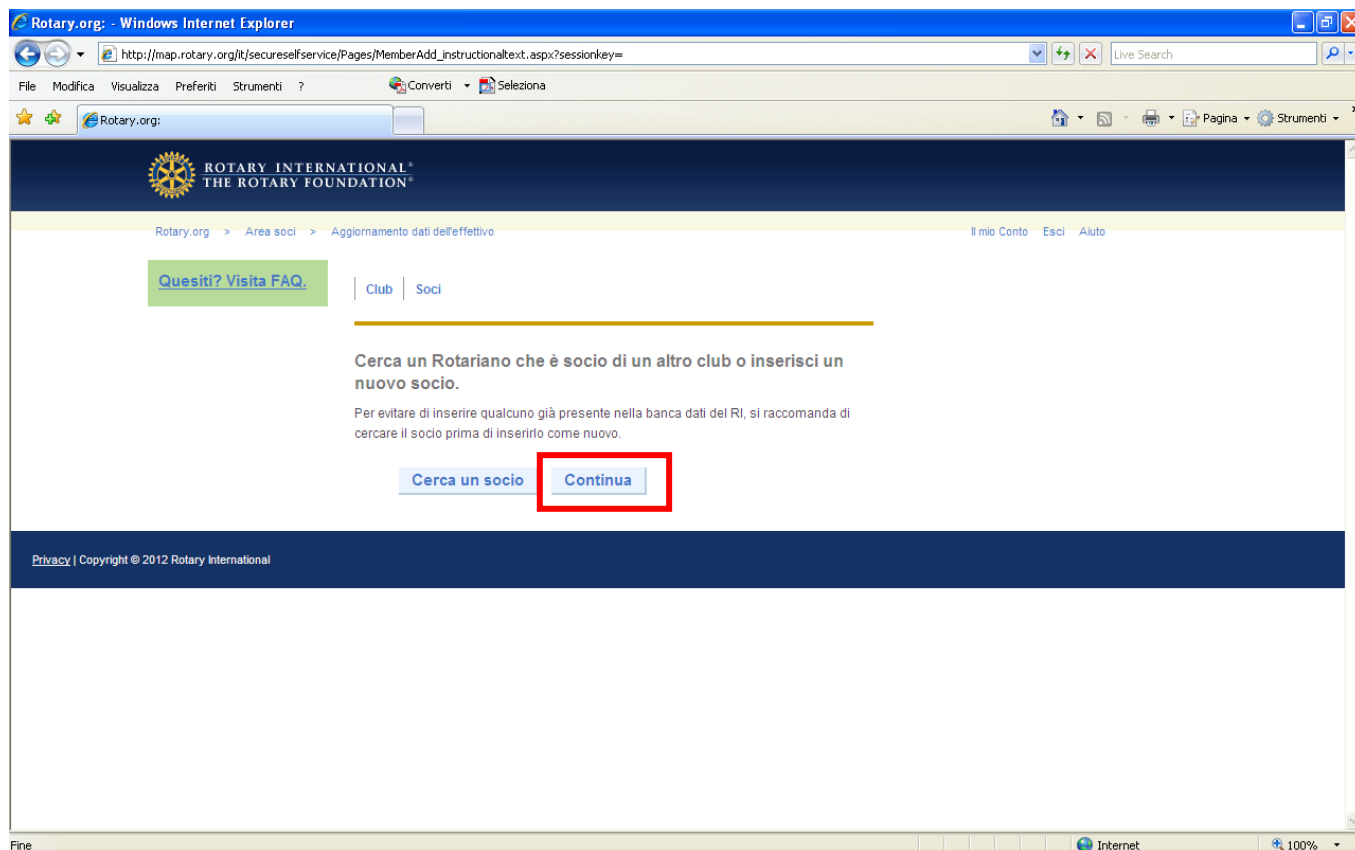 Rotary.org: - Windows Internet Explorer
http://map.rotary.org/it/secureselfservice/Pages/MemberAdd_instructionaltext.aspx?sessionkey=
Live Search
File Modifica Visualizza Preferiti Strumenti ?
Converti Seleziona
Rotary.org:
Pagina Strumenti
ROTARY INTERNATIONAL®
THE ROTARY FOUNDATION®
Rotary.org > Area soci > Aggiornamento dati dell'effettivo
Il mio Conto Esci Aiuto
Quesiti? Visita FAQ.
Club Soci
Cerca un Rotariano che è socio di un altro club o inserisci un
nuovo socio.
Per evitare di inserire qualcuno già presente nella banca dati del RI, si raccomanda di
cercare il socio prima di inserirlo come nuovo.
Cerca un socio Continua
Privacy | Copyright © 2012 Rotary International
Fine
Internet
100%